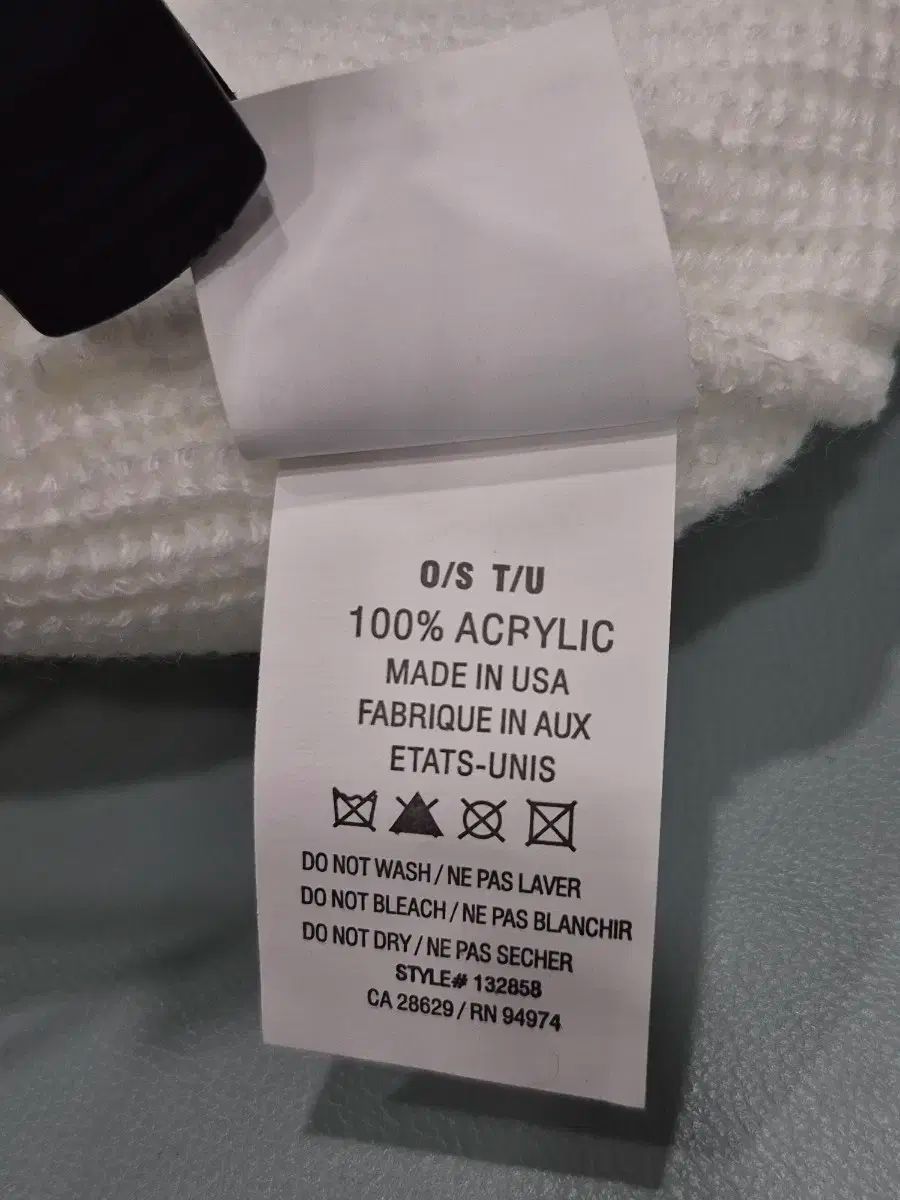 O/S T/U
100% ACRYLIC
MADE IN USA
FABRIQUE IN AUX
ETATS-UNIS
DO NOT WASH / NE PAS LAVER
DO NOT BLEACH / NE PAS BLANCHIR
DO NOT DRY / NE PAS SECHER
STYLE# 132858
CA 28629 / RN 94974